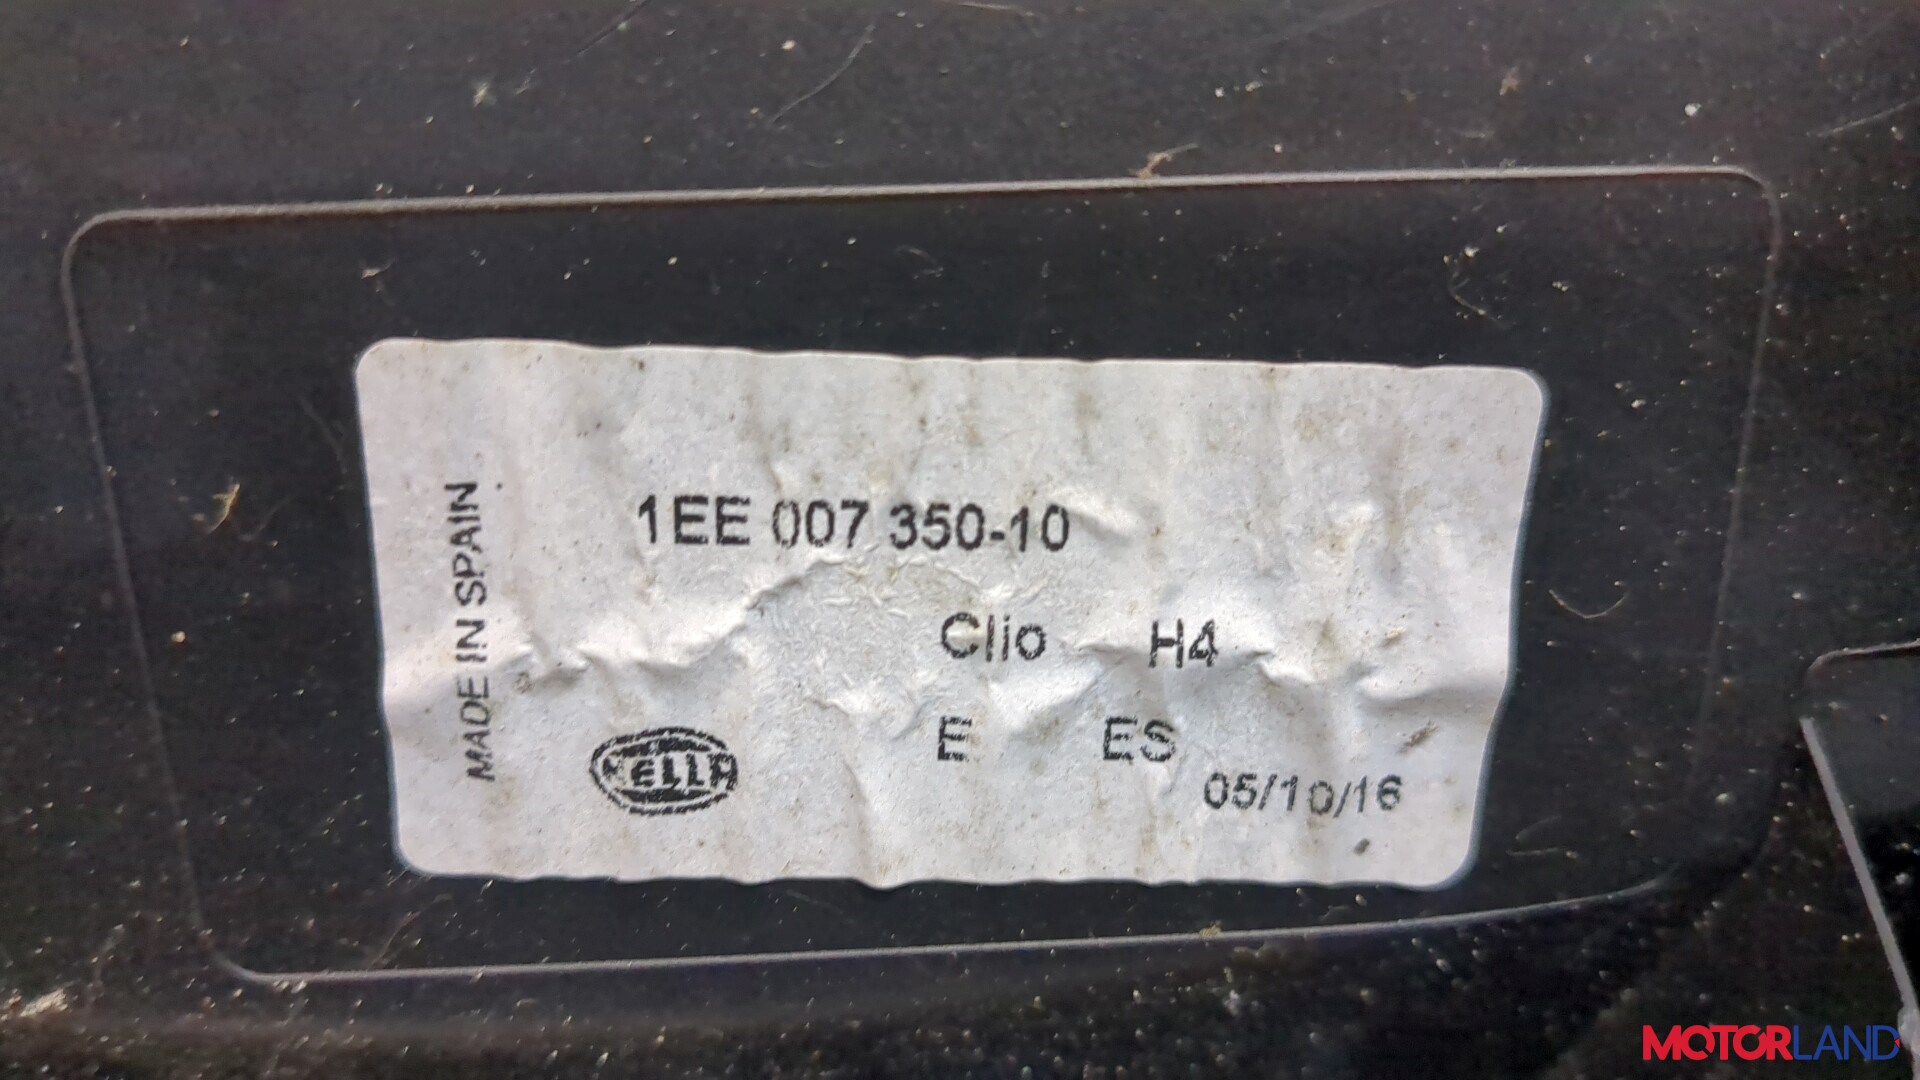 MADE IN SPAIN
1EE 007 350-10
Clio H4
E ES
HELLA
05/10/16
MOTORLAND